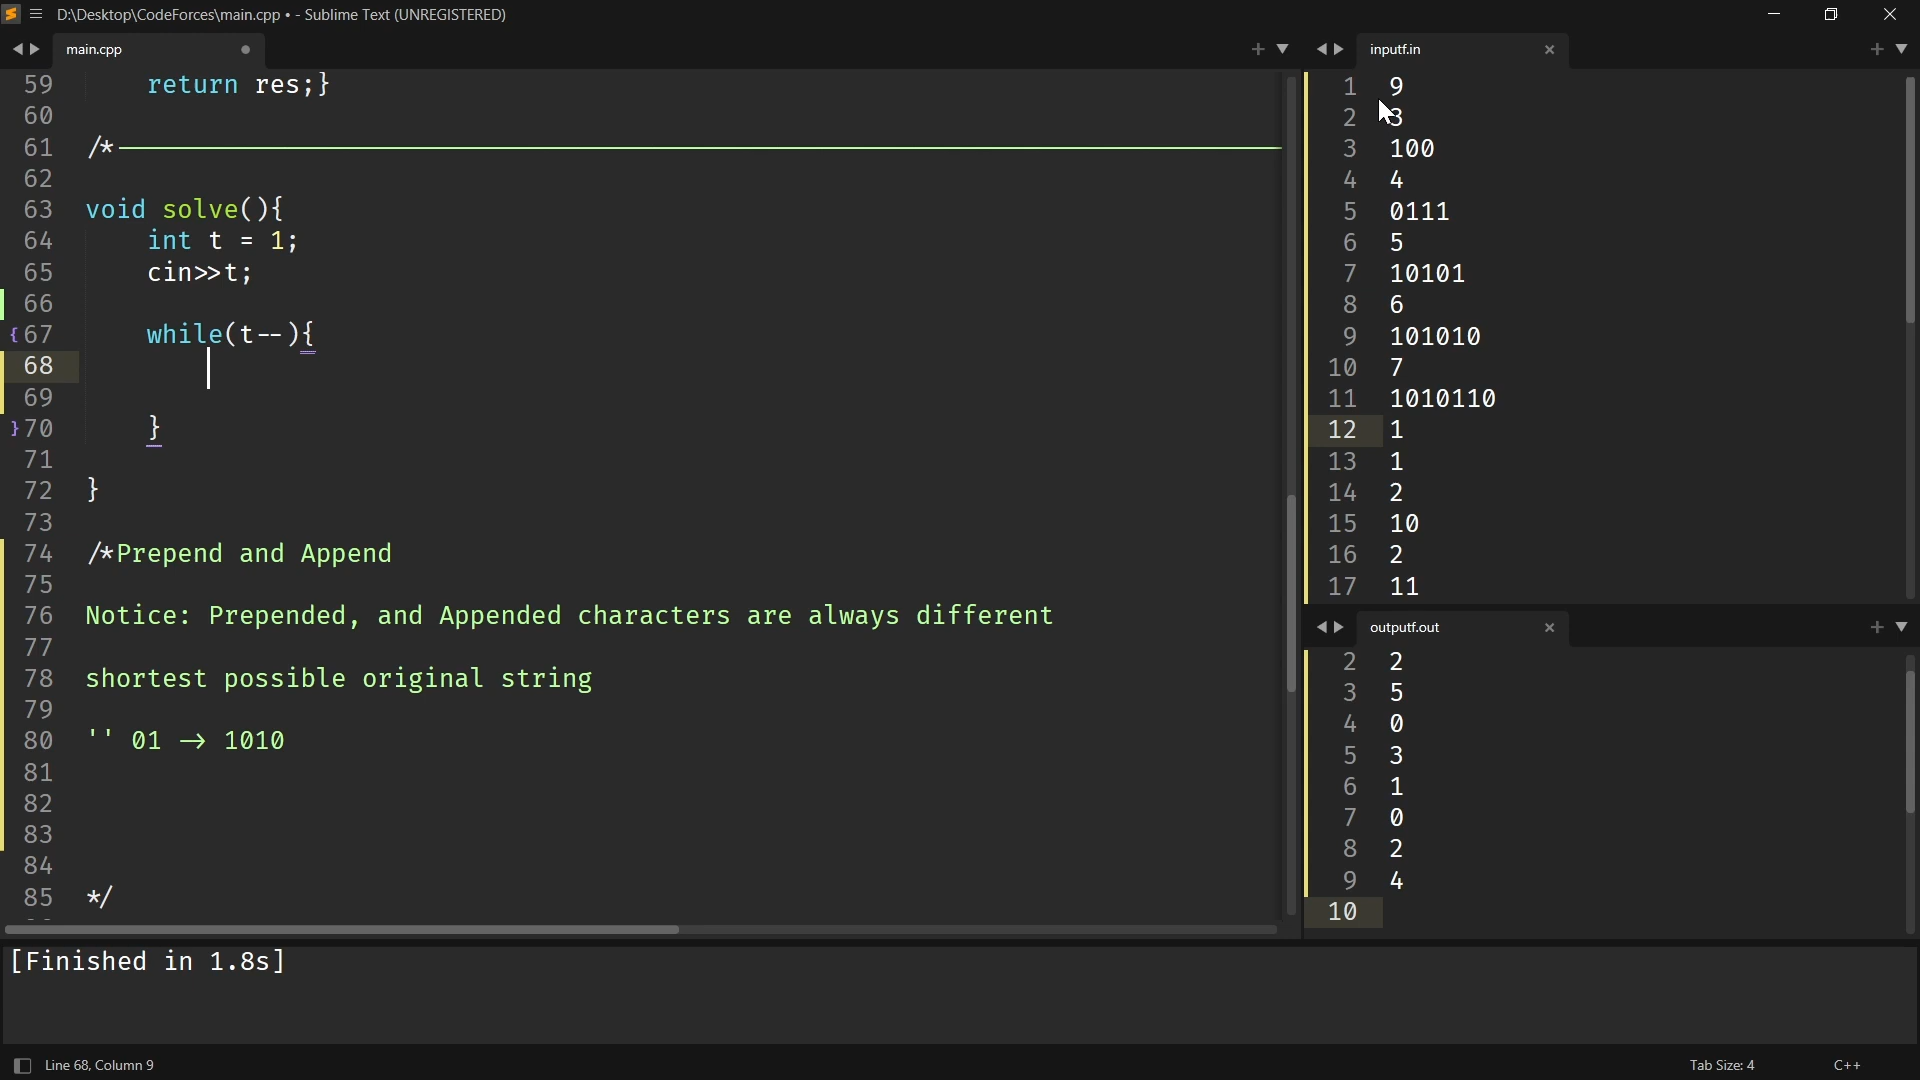 D:\Desktop\CodeForces\main.cpp • - Sublime Text (UNREGISTERED)
main.cpp
59 return res;}
60
61 /*
62
63 void solve(){
64 int t = 1;
65 cin>>t;
66
67 while(t--){
68
69
70 }
71
72 }
73
74 /*Prepend and Append
75
76 Notice: Prepended, and Appended characters are always different
77
78 shortest possible original string
79
80 '' 01 -> 1010
81
82
83
84
85 */
inputf.in
1 9
2 3
3 100
4 4
5 0111
6 5
7 10101
8 6
9 101010
10 7
11 1010110
12 1
13 1
14 2
15 10
16 2
17 11
outputf.out
2 2
3 5
4 0
5 3
6 1
7 0
8 2
9 4
10
[Finished in 1.8s]
Line 68, Column 9
Tab Size: 4
C++